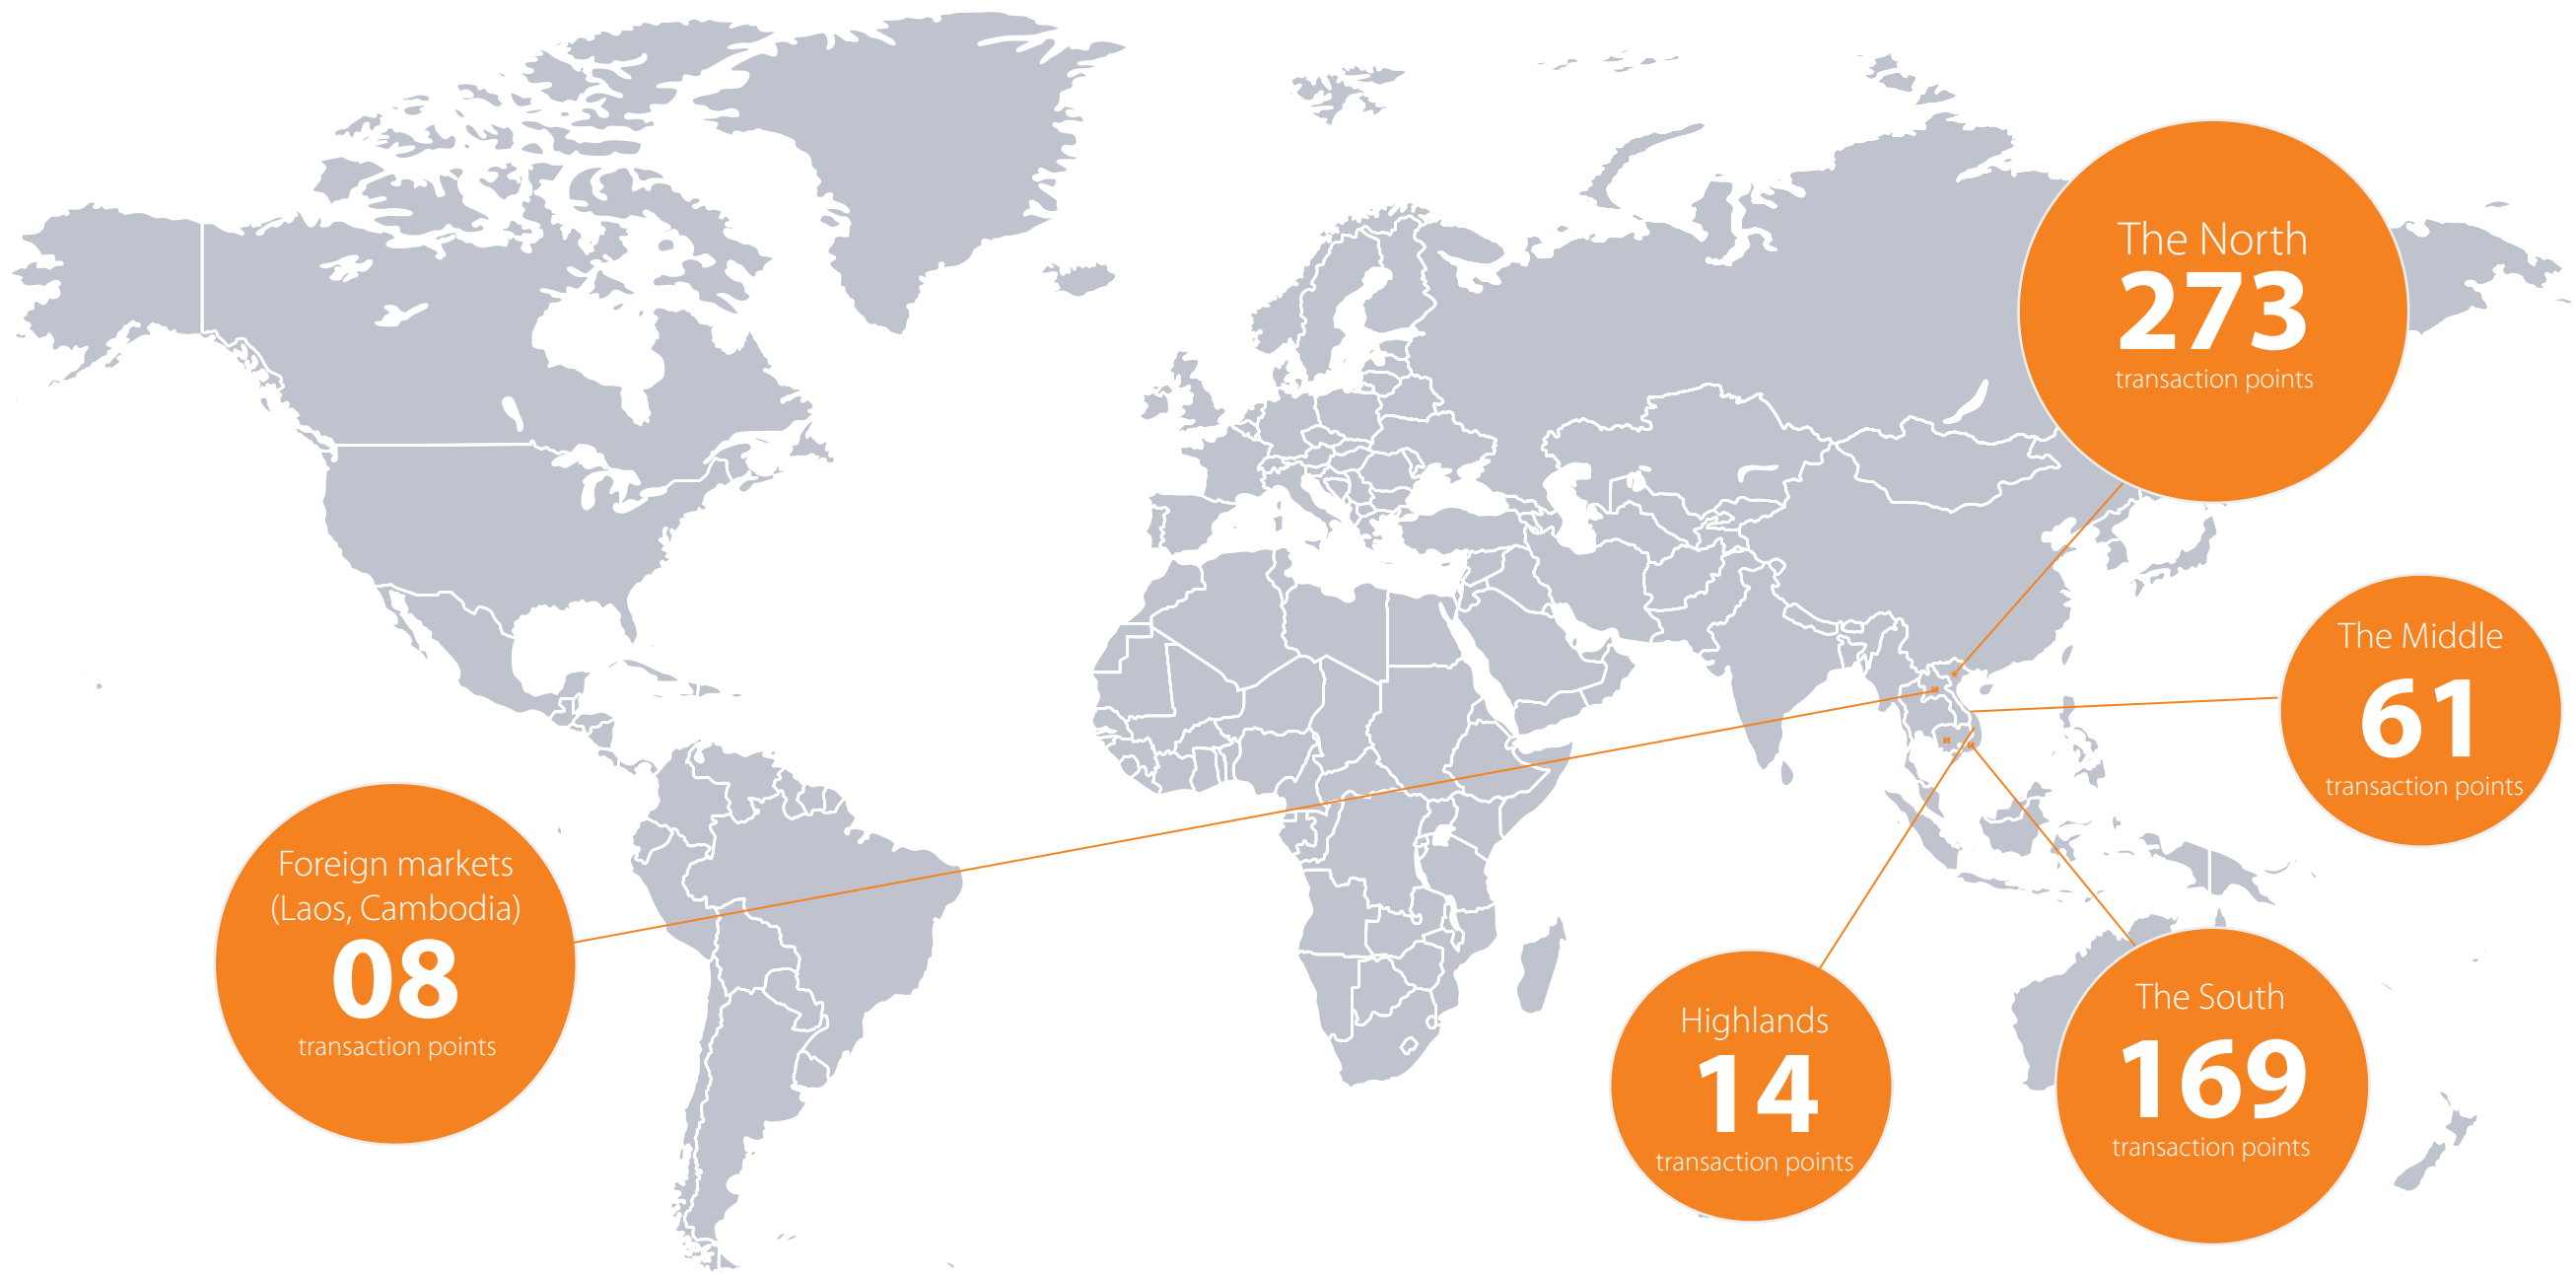 The North
273
transaction points
The Middle
61
transaction points
Foreign markets
(Laos, Cambodia)
08
transaction points
Highlands
14
transaction points
The South
169
transaction points